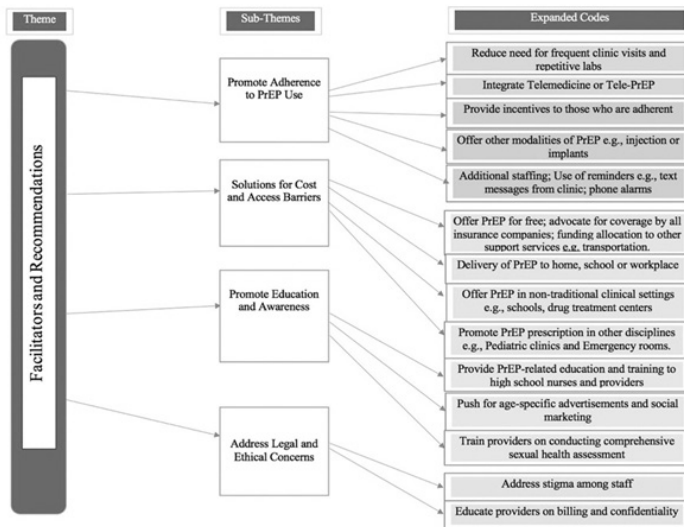 Theme
Sub-Themes
Expanded Codes
Facilitators and Recommendations
Promote Adherence
to PrEP Use
Solutions for Cost
and Access Barriers
Promote Education
and Awareness
Address Legal and
Ethical Concerns
Reduce need for frequent clinic visits and
repetitive labs
Integrate Telemedicine or Tele-PrEP
Provide incentives to those who are adherent
Offer other modalities of PrEP e.g., injection or
implants
Additional staffing; Use of reminders e.g., text
messages from clinic; phone alarms
Offer PrEP for free; advocate for coverage by all
insurance companies; funding allocation to other
support services e.g. transportation.
Delivery of PrEP to home, school or workplace
Offer PrEP in non-traditional clinical settings
e.g., schools, drug treatment centers
Promote PrEP prescription in other disciplines
e.g., Pediatric clinics and Emergency rooms.
Provide PrEP-related education and training to
high school nurses and providers
Push for age-specific advertisements and social
marketing
Train providers on conducting comprehensive
sexual health assessment
Address stigma among staff
Educate providers on billing and confidentiality